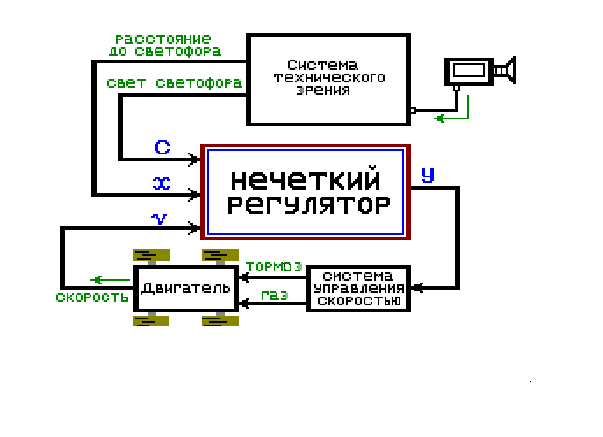 Расстояние
до светофора
Система
технического
зрения
свет светофора
С
Х
V
НЕЧЕТКИЙ
РЕГУЛЯТОР
У
ТОРМОЗ
ГАЗ
Двигатель
СИСТЕМА
УПРАВЛЕНИЯ
СКОРОСТЬЮ
СКОРОСТЬ